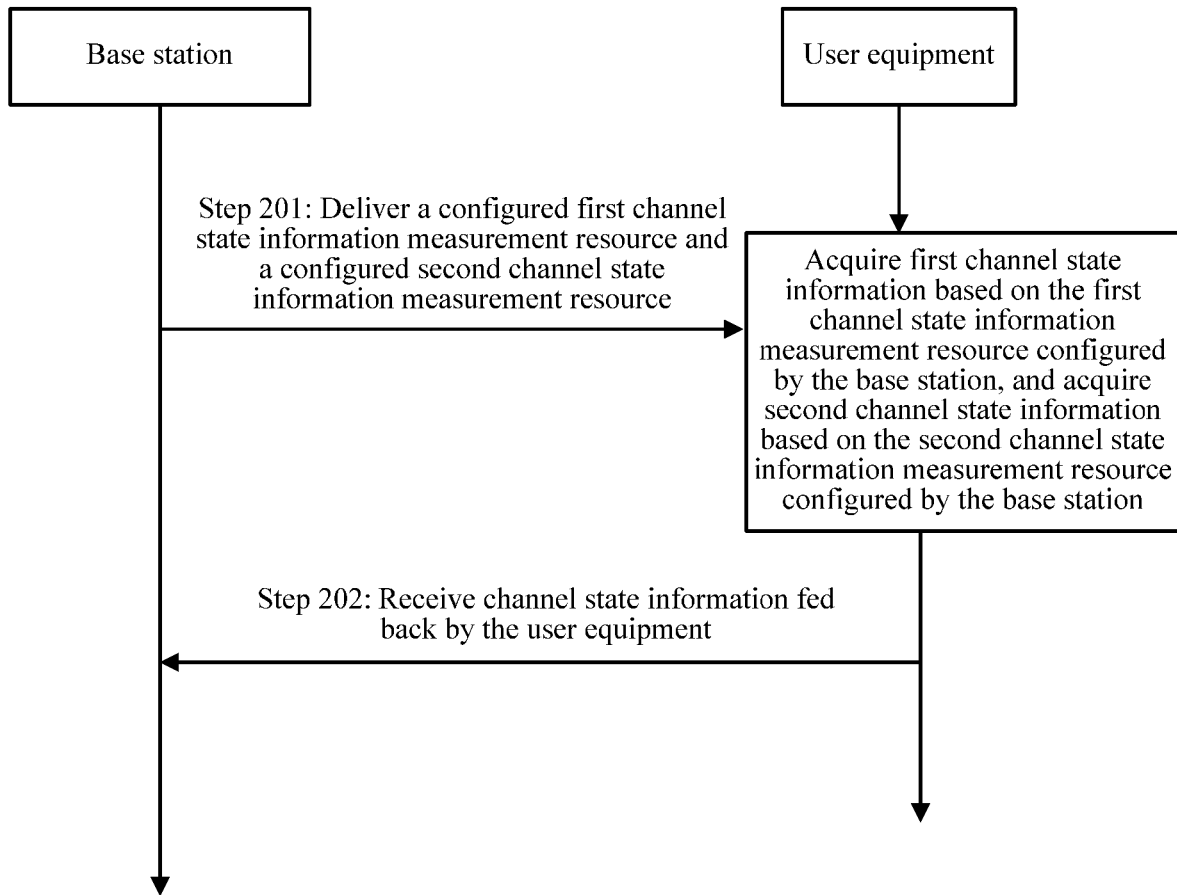 Base station
User equipment
Step 201: Deliver a configured first channel
state information measurement resource and
a configured second channel state
information measurement resource
Acquire first channel state
information based on the first
channel state information
measurement resource configured
by the base station, and acquire
second channel state information
based on the second channel state
information measurement resource
configured by the base station
Step 202: Receive channel state information fed
back by the user equipment